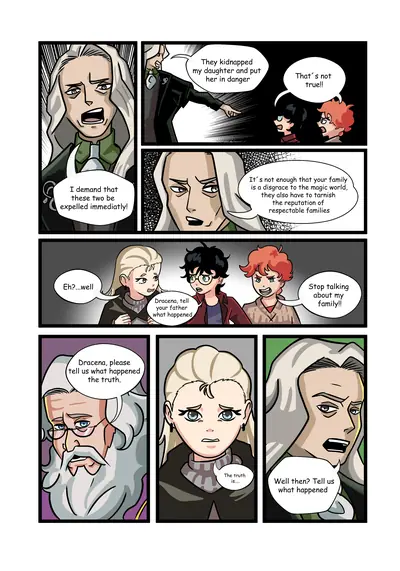 I demand that
these two be
expelled immediatly!
They kidnapped
my daughter and put
her in danger
That´s not
true!!
It´s not enough that your family
is a disgrace to the magic world,
they also have to tarnish
the reputation of
respectable families
Eh?...well
Dracena, tell
your father
what happened
Stop talking
about my
family!!
Dracena, please
tell us what happened
the truth.
The truth
is...
Well then? Tell us
what happened